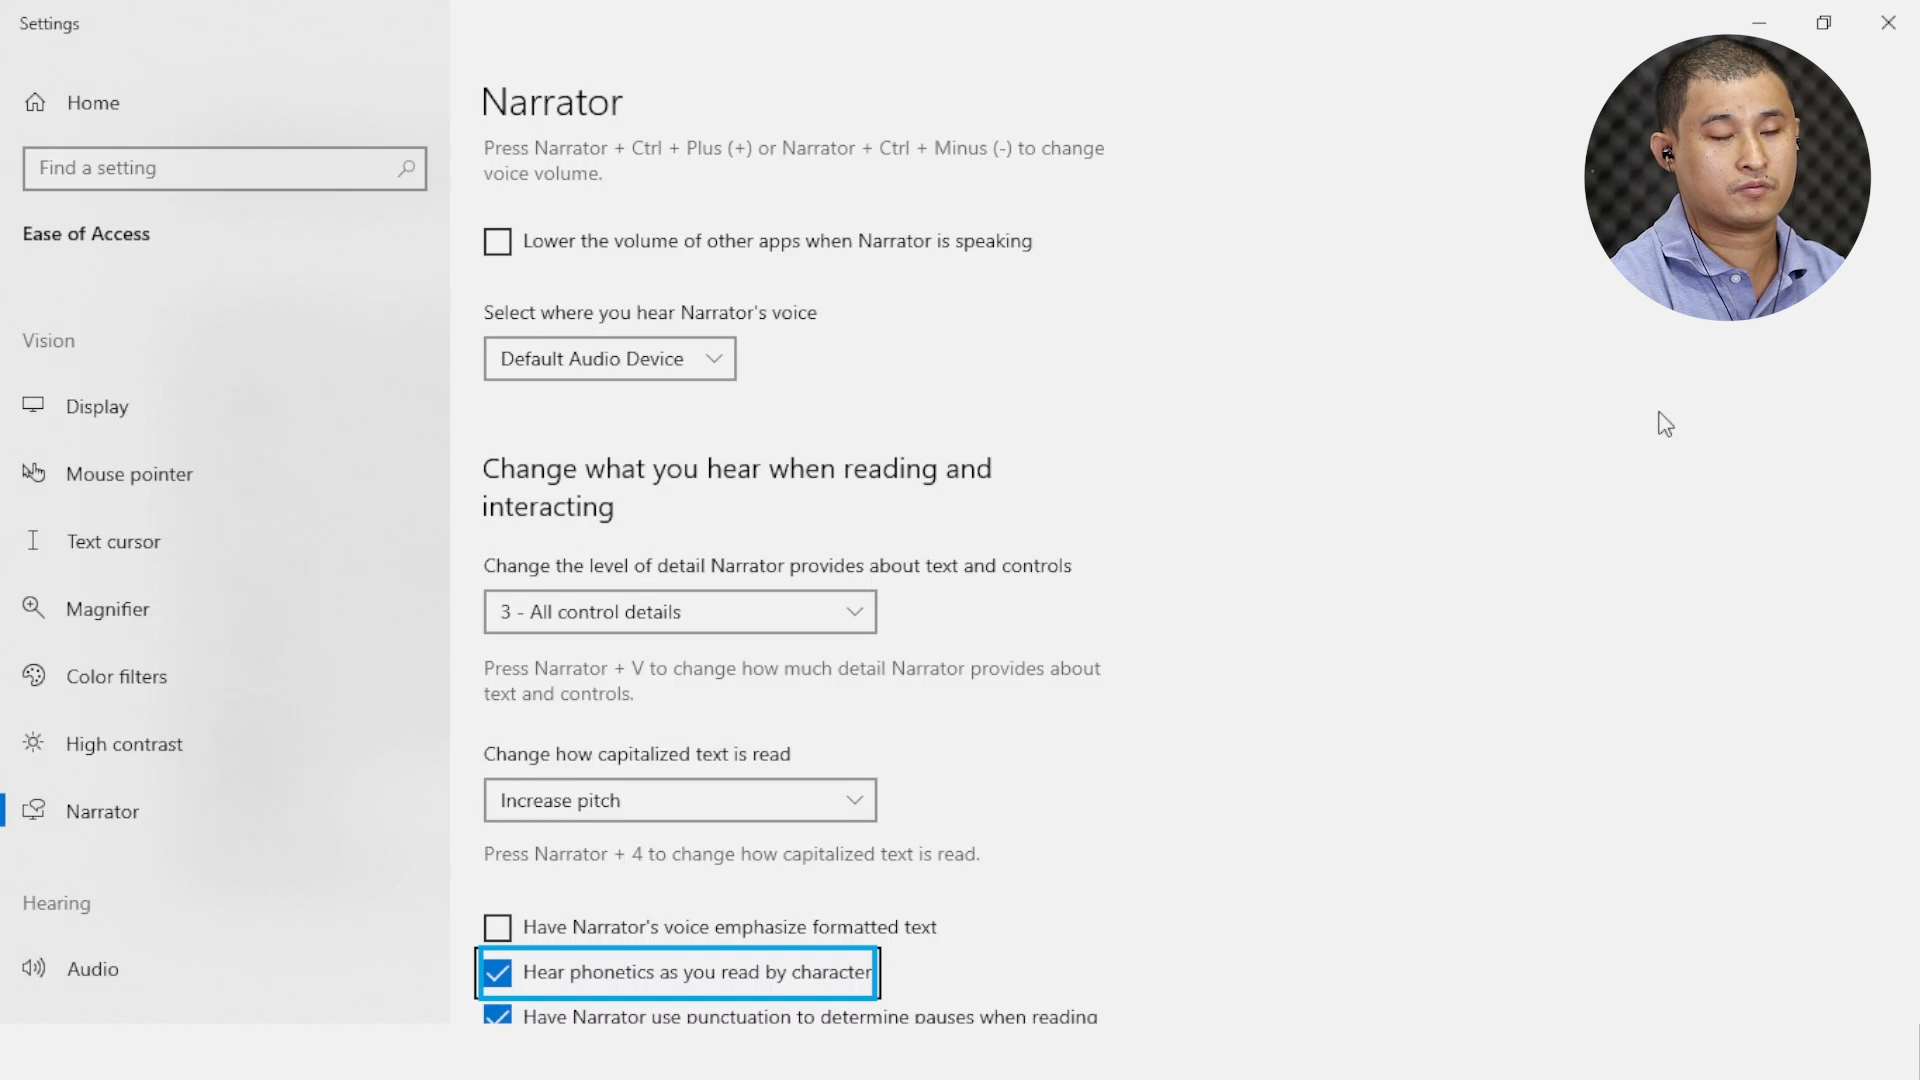 Settings
Home
Find a setting
Ease of Access
Vision
Display
Mouse pointer
Text cursor
Magnifier
Color filters
High contrast
Narrator
Hearing
Audio
Narrator
Press Narrator + Ctrl + Plus (+) or Narrator + Ctrl + Minus (-) to change
voice volume.
Lower the volume of other apps when Narrator is speaking
Select where you hear Narrator's voice
Default Audio Device
Change what you hear when reading and
interacting
Change the level of detail Narrator provides about text and controls
3 - All control details
Press Narrator + V to change how much detail Narrator provides about
text and controls.
Change how capitalized text is read
Increase pitch
Press Narrator + 4 to change how capitalized text is read.
Have Narrator's voice emphasize formatted text
Hear phonetics as you read by character
Have Narrator use punctuation to determine pauses when reading